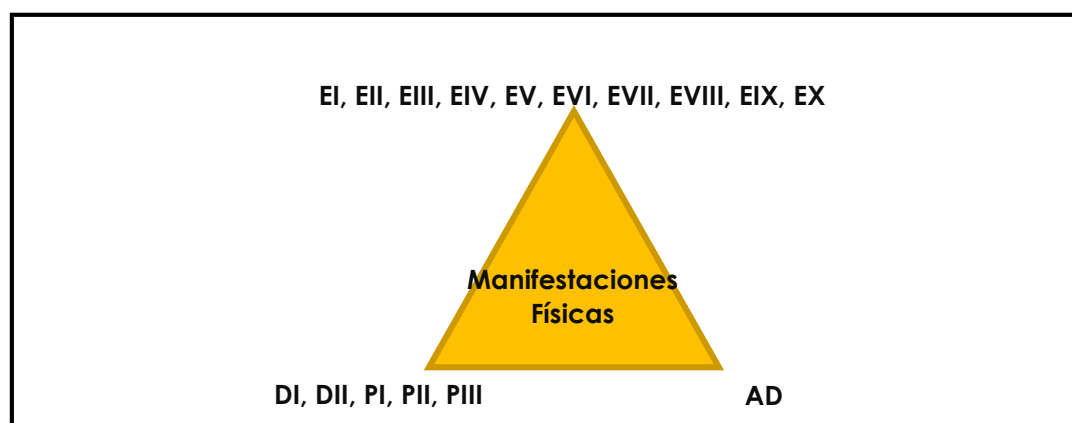 EI, EII, EIII, EIV, EV, EVI, EVII, EVIII, EIX, EX
Manifestaciones
Físicas
DI, DII, PI, PII, PIII
AD